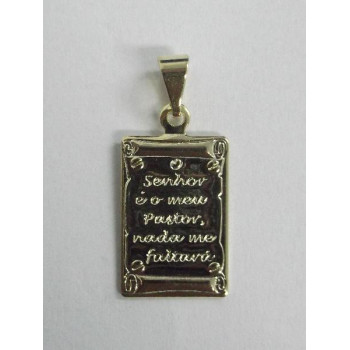 O
Senhor
é o meu
Pastor,
nada me
faltará